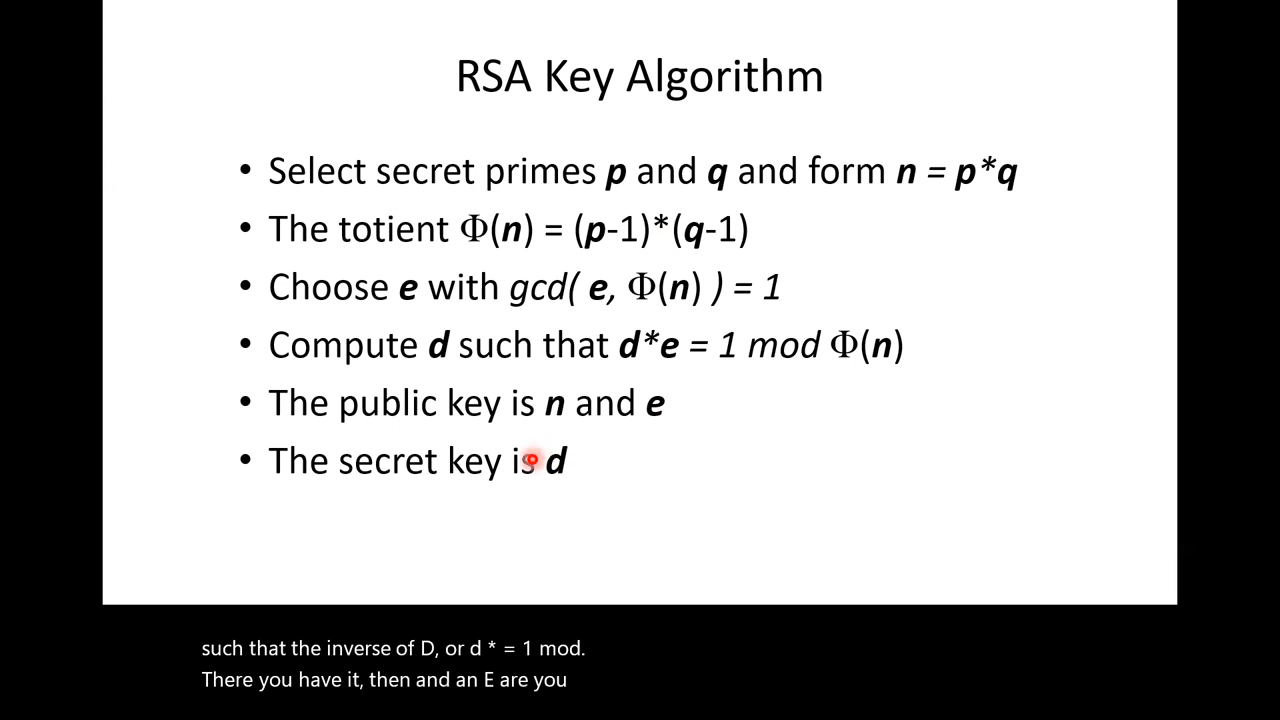 RSA Key Algorithm
• Select secret primes p and q and form n = p*q
• The totient Φ(n) = (p-1)*(q-1)
• Choose e with gcd( e, Φ(n) ) = 1
• Compute d such that d*e = 1 mod Φ(n)
• The public key is n and e
• The secret key is d
such that the inverse of D, or d * = 1 mod.
There you have it, then and an E are you